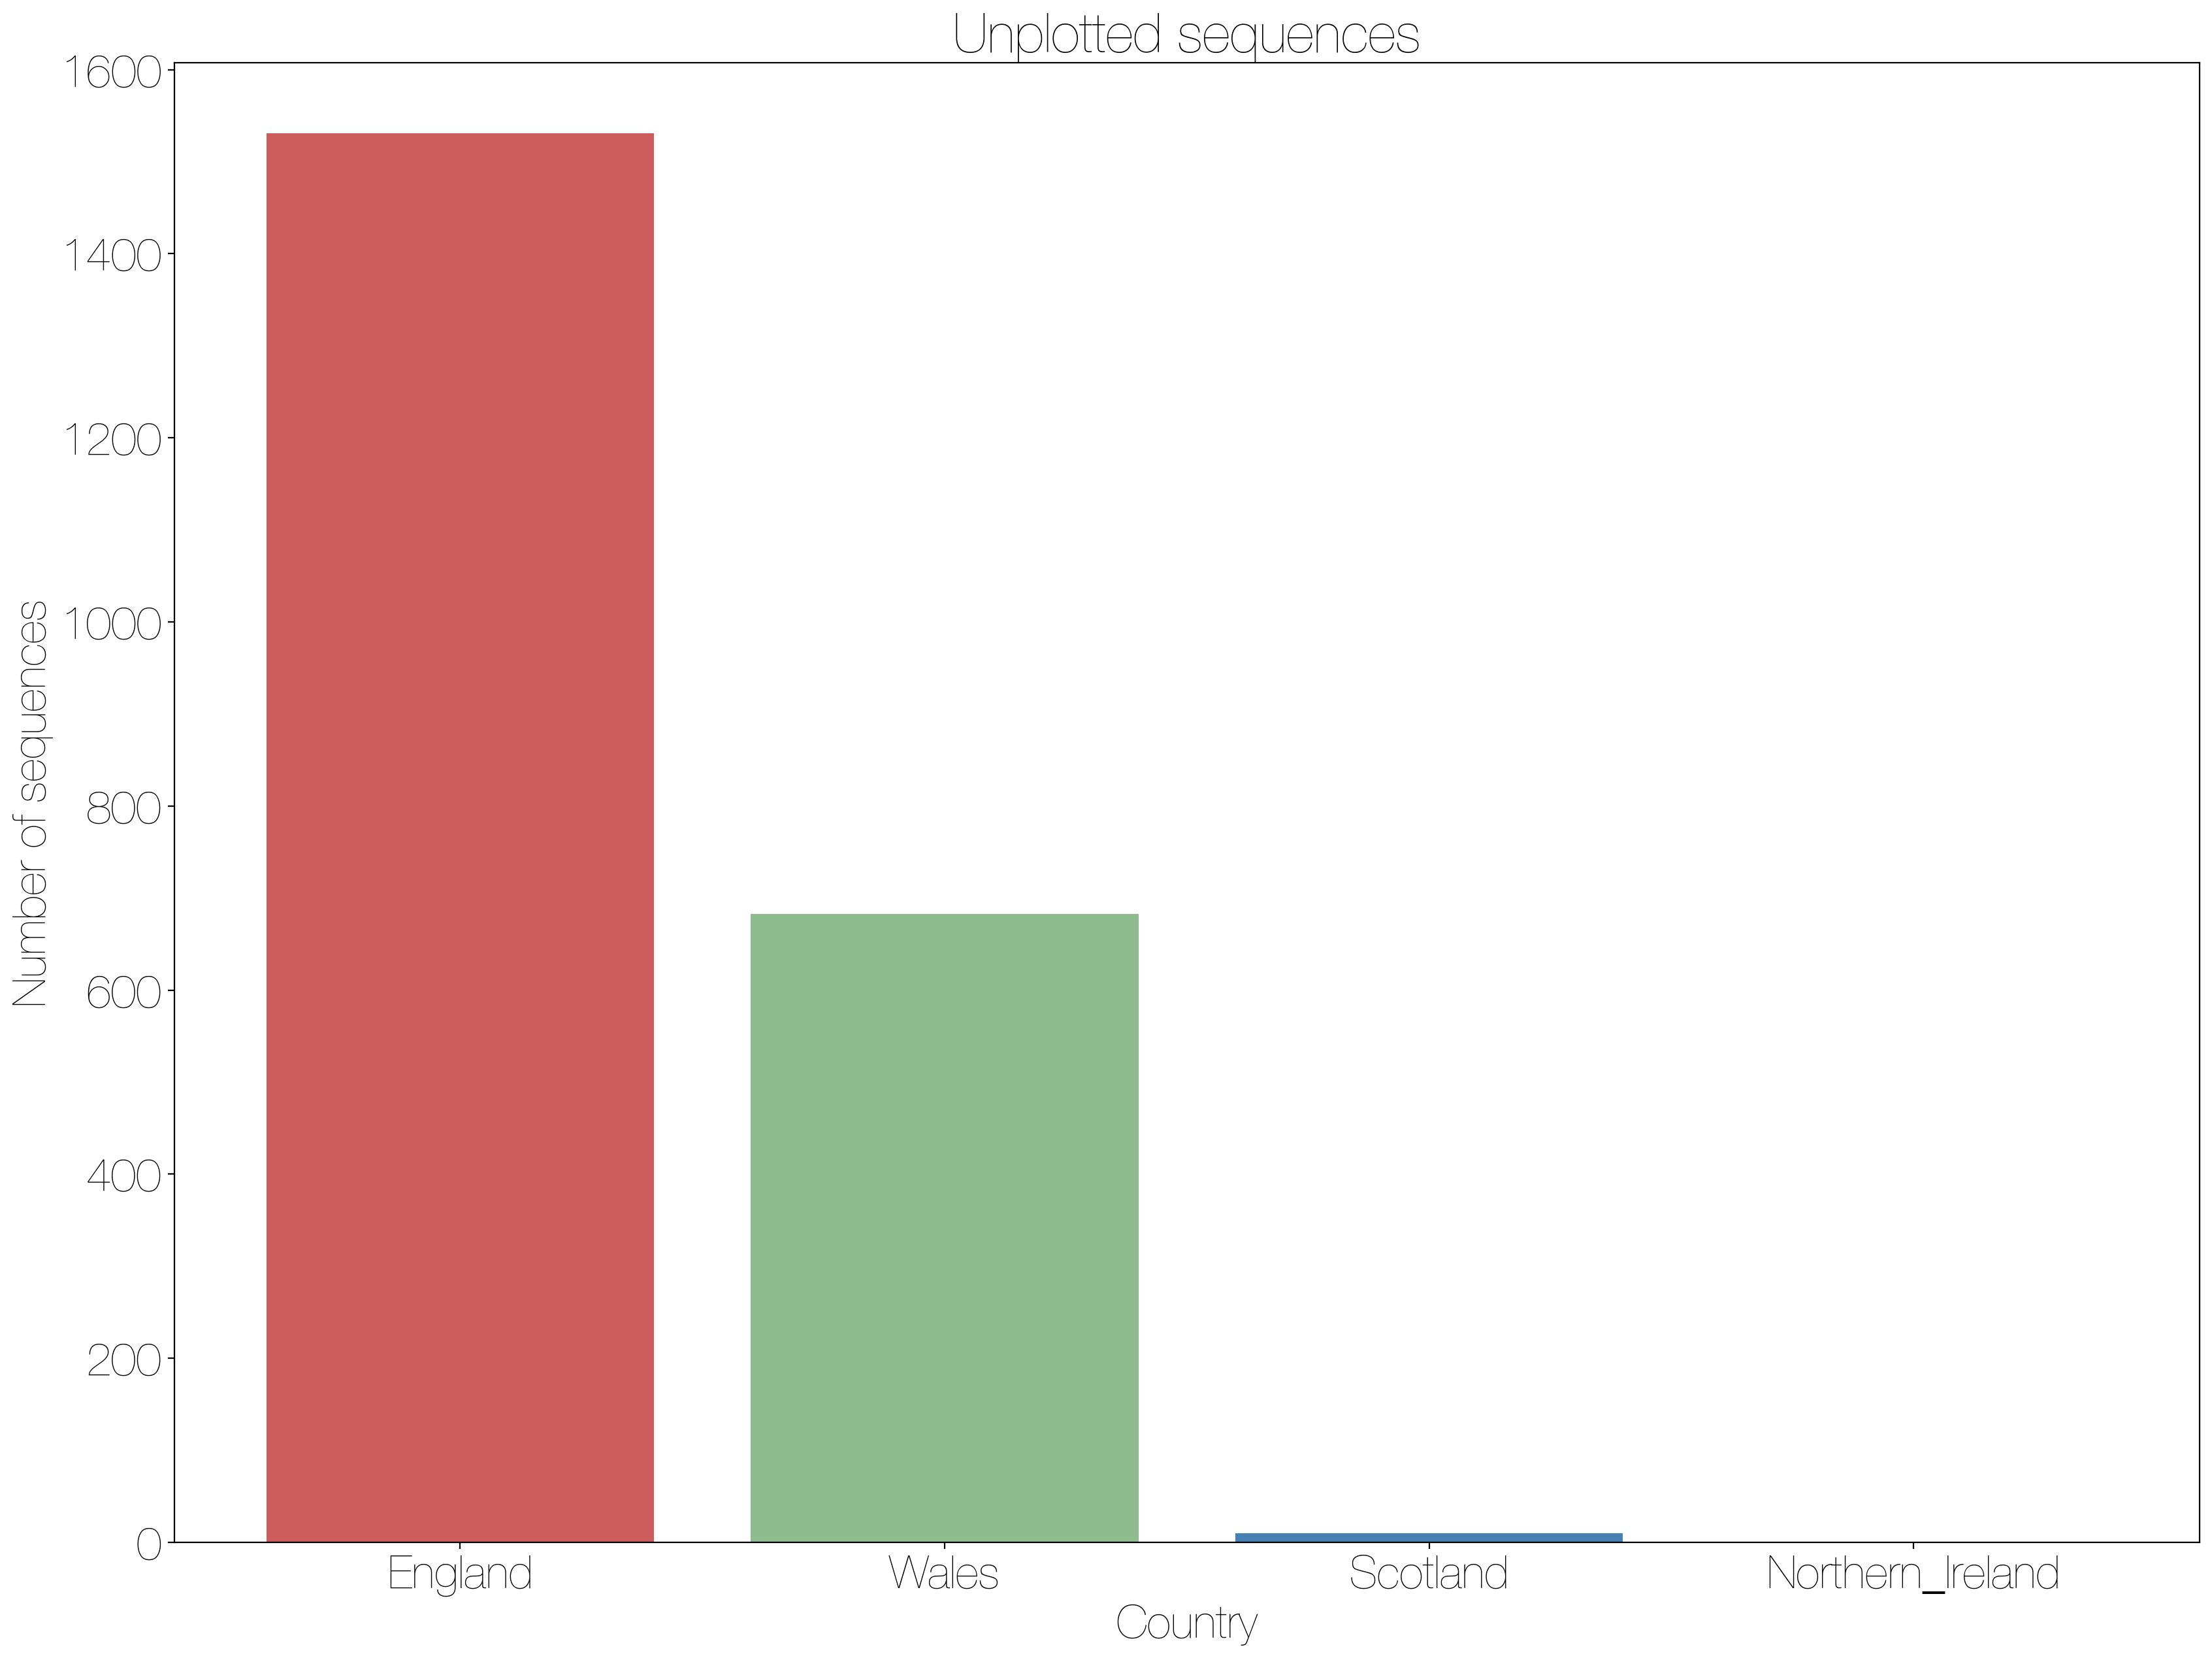 Unplotted sequences
1600
1400
1200
1000
800
600
400
200
0
Number of sequences
England
Wales
Scotland
Northern_Ireland
Country